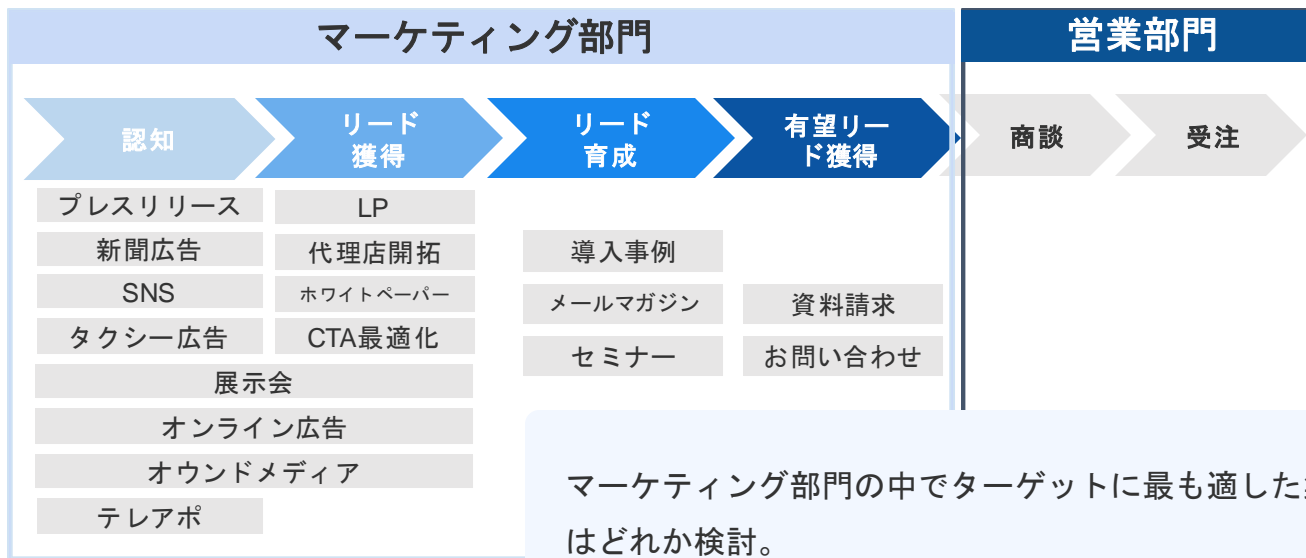 マーケティング部門
営業部門
認知
リード
獲得
リード
育成
有望リー
ド獲得
商談
受注
プレスリリース
新聞広告
SNS
タクシー広告
LP
代理店開拓
ホワイトペーパー
CTA最適化
展示会
オンライン広告
オウンドメディア
テレアポ
導入事例
メールマガジン
セミナー
資料請求
お問い合わせ
マーケティング部門の中でターゲットに最も適した
はどれか検討。